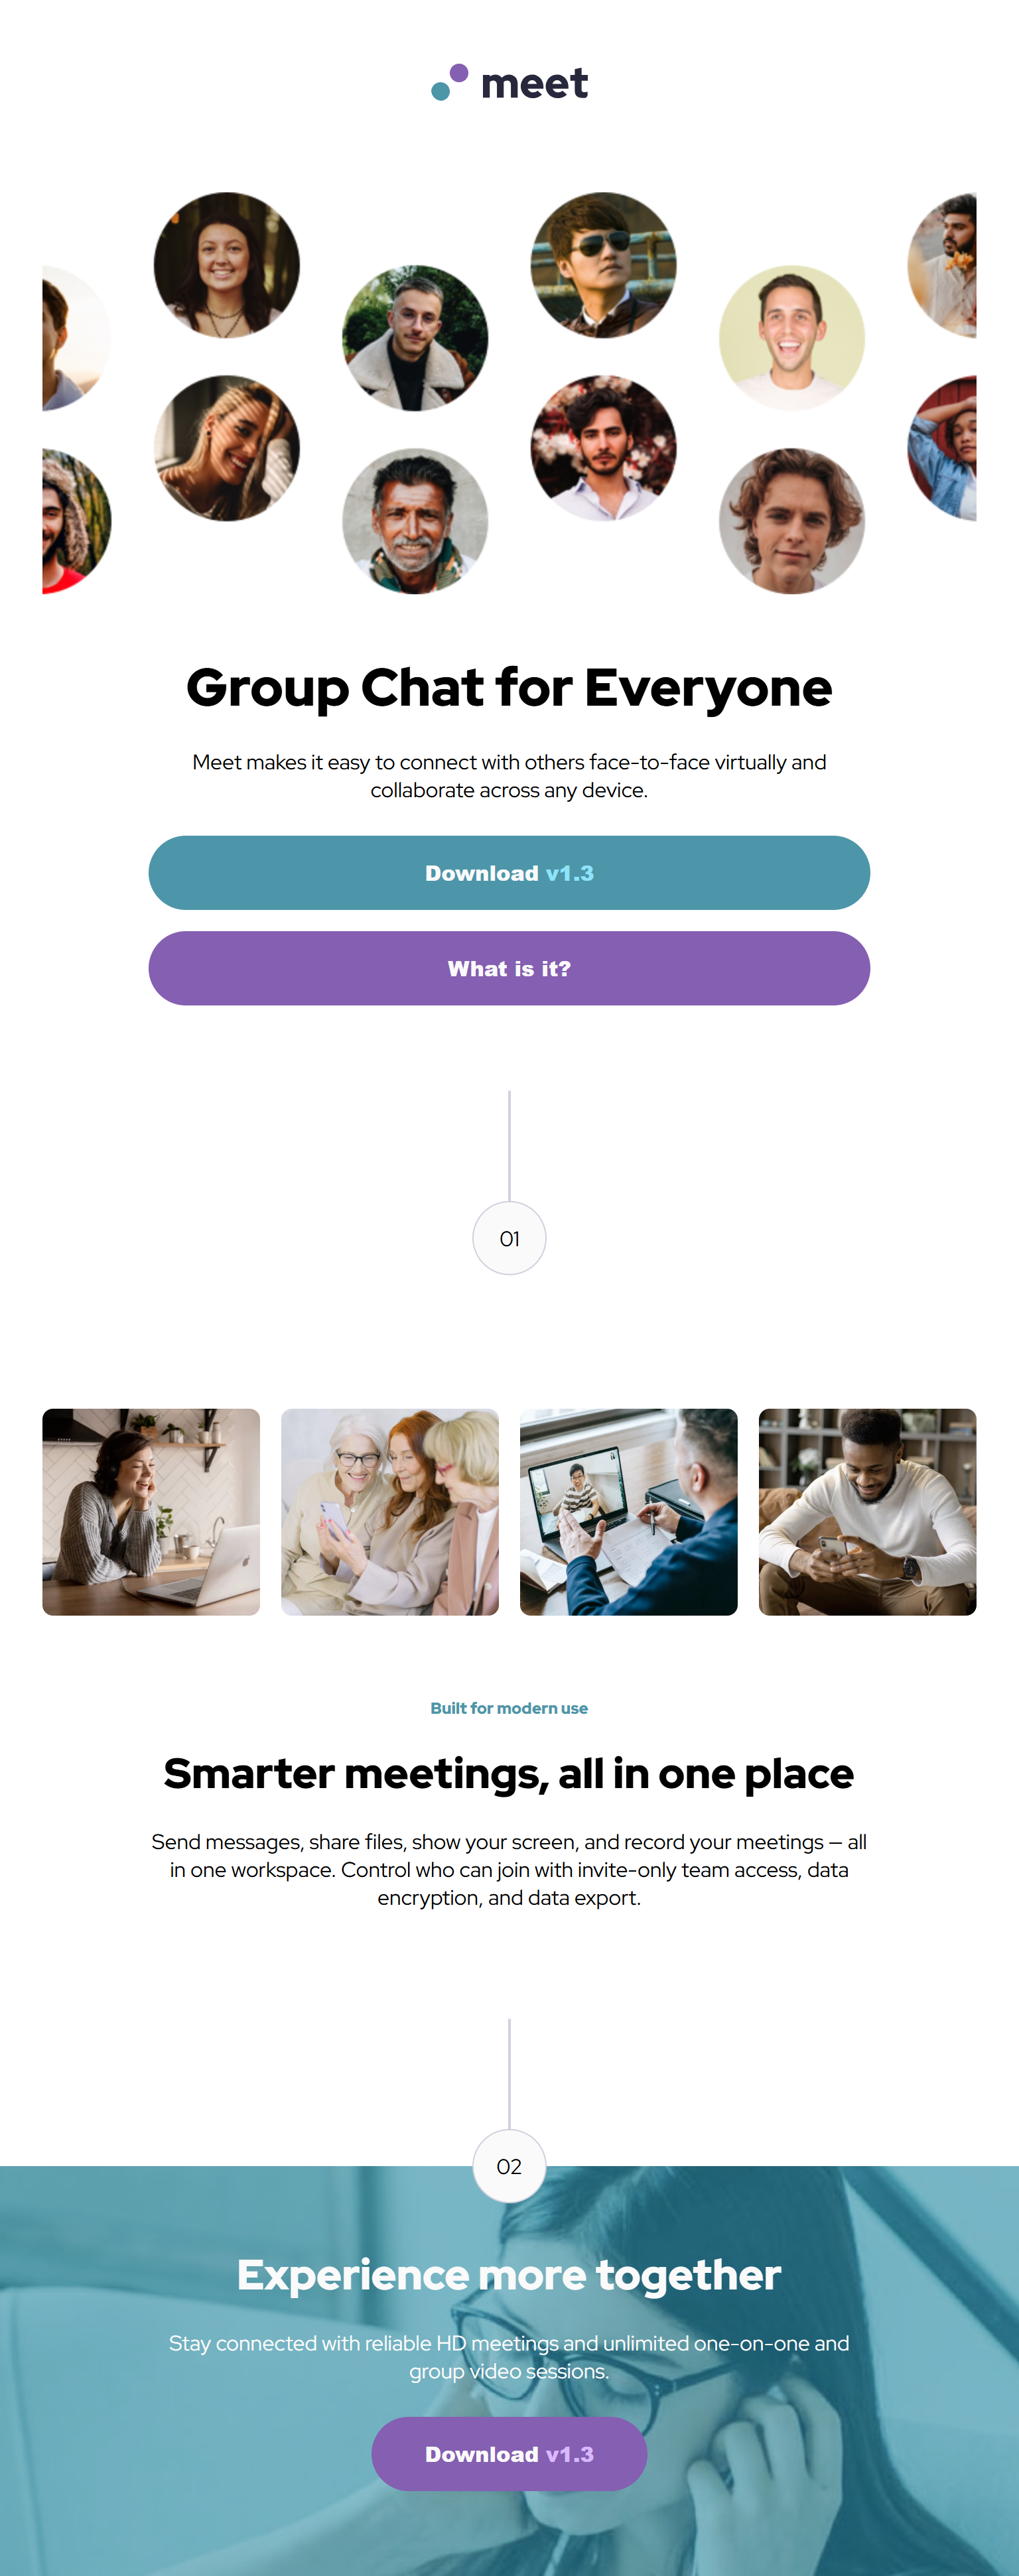 meet
Group Chat for Everyone
Meet makes it easy to connect with others face-to-face virtually and
collaborate across any device.
Download v1.3
What is it?
01
Built for modern use
Smarter meetings, all in one place
Send messages, share files, show your screen, and record your meetings — all
in one workspace. Control who can join with invite-only team access, data
encryption, and data export.
02
Experience more together
Stay connected with reliable HD meetings and unlimited one-on-one and
group video sessions.
Download v1.3